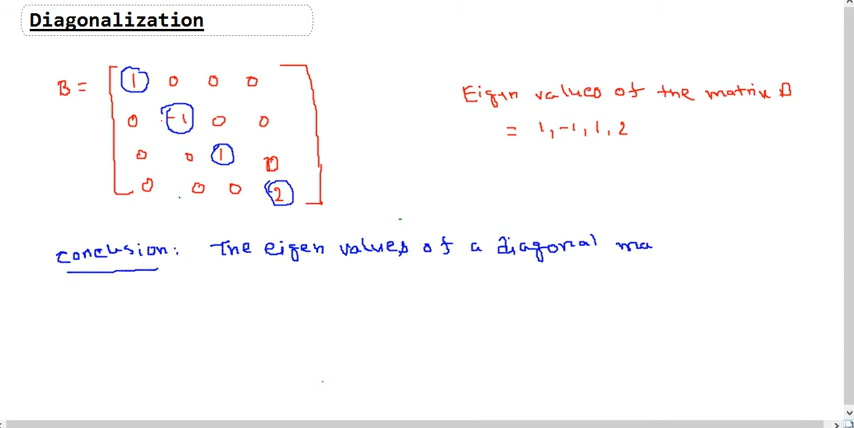 Diagonalization
B = [ 1 0 0 0
0 -1 0 0
0 0 1 0
0 0 0 2 ]
Eigen values of the matrix B
= 1, -1, 1, 2
Conclusion: The eigen values of a diagonal ma